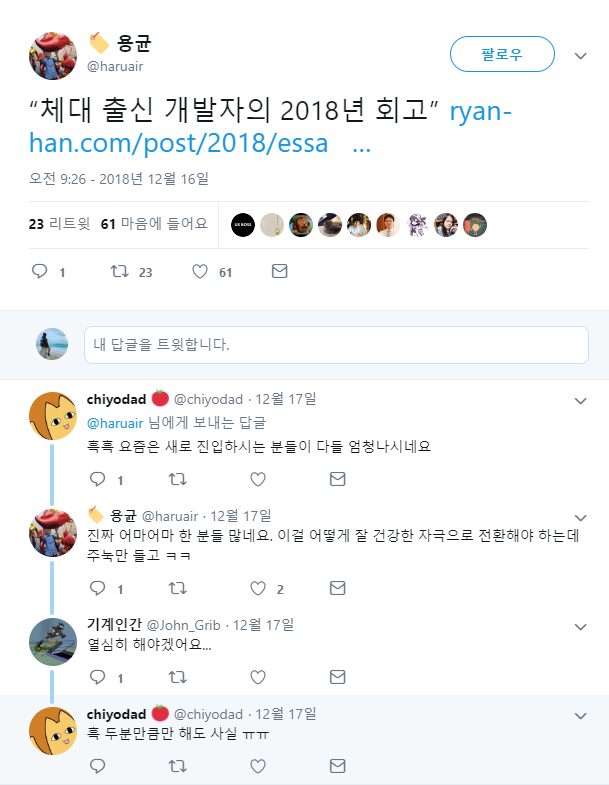 용균
팔로우
@haruair
“체대 출신 개발자의 2018년 회고” ryan-
han.com/post/2018/essa ...
오전 9:26 - 2018년 12월 16일
23 리트윗 61 마음에 들어요
UX BOSS
1 23 61
내 답글을 트윗합니다.
chiyodad @chiyodad · 12월 17일
@haruair 님에게 보내는 답글
흑흑 요즘은 새로 진입하시는 분들이 다들 엄청나시네요
1
용균 @haruair · 12월 17일
진짜 어마어마 한 분들 많네요. 이걸 어떻게 잘 건강한 자극으로 전환해야 하는데
주눅만 들고 ㅋㅋ
1 2
기계인간 @John_Grib · 12월 17일
열심히 해야겠어요...
1
chiyodad @chiyodad · 12월 17일
흑 두분만큼만 해도 사실 ㅠㅠ